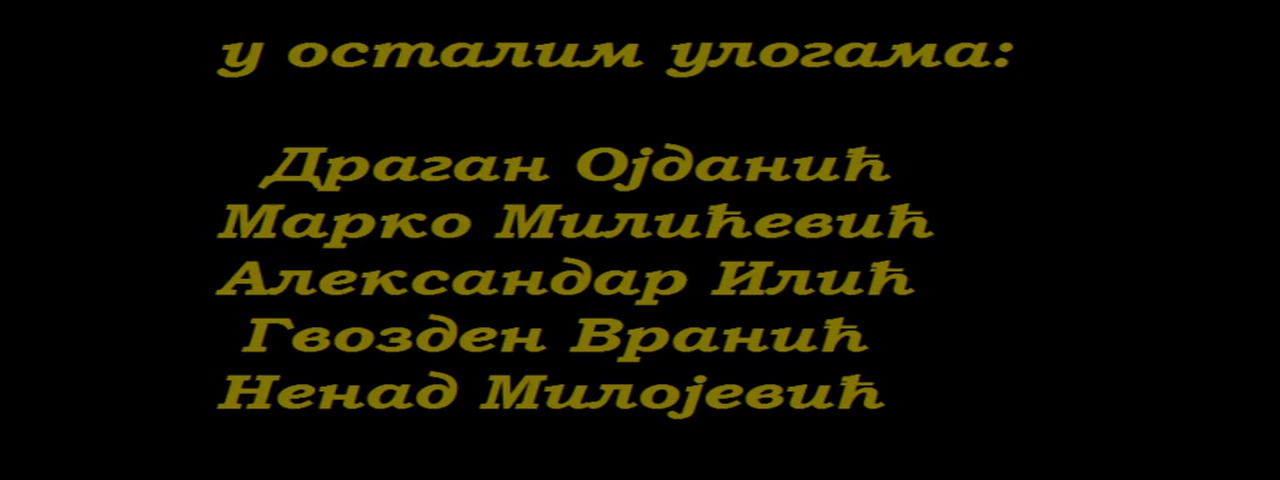 у осталим улогама:
Драган Ојданић
Марко Милићевић
Александар Илић
Гвозден Вранић
Ненад Милојевић